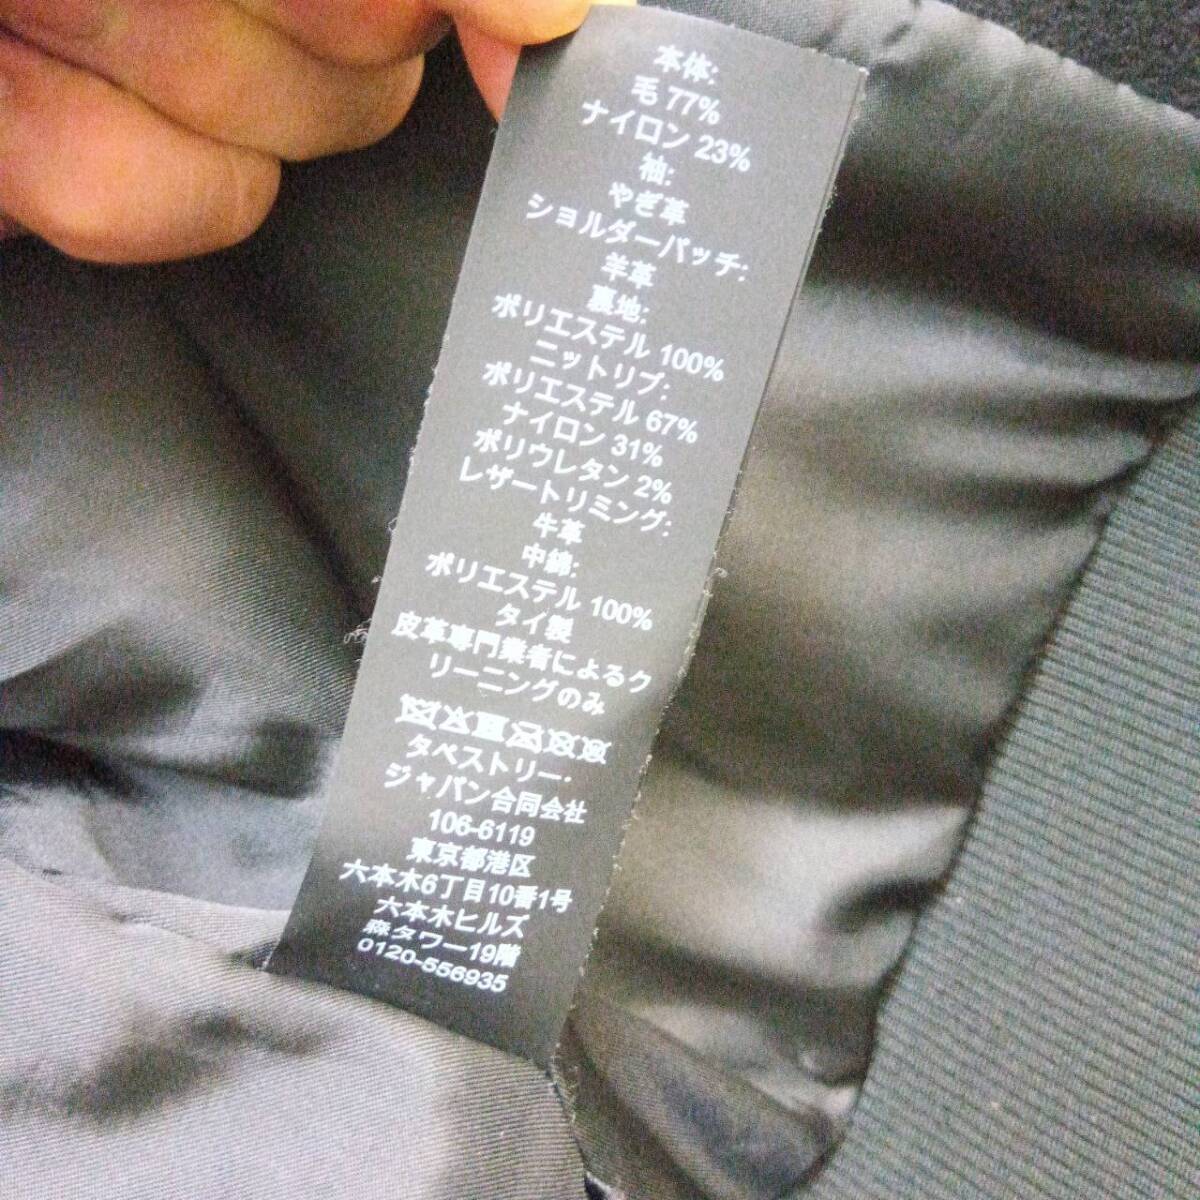 本体:
毛 77%
ナイロン 23%
袖:
やぎ革
ショルダーパッチ:
羊革
裏地:
ポリエステル 100%
ニットリブ:
ポリエステル 67%
ナイロン 31%
ポリウレタン 2%
レザートリミング:
牛革
中綿:
ポリエステル 100%
タイ製
皮革専門業者によるク
リーニングのみ
タペストリー・
ジャパン合同会社
106-6119
東京都港区
六本木6丁目10番1号
六本木ヒルズ
森タワー19階
0120-556935